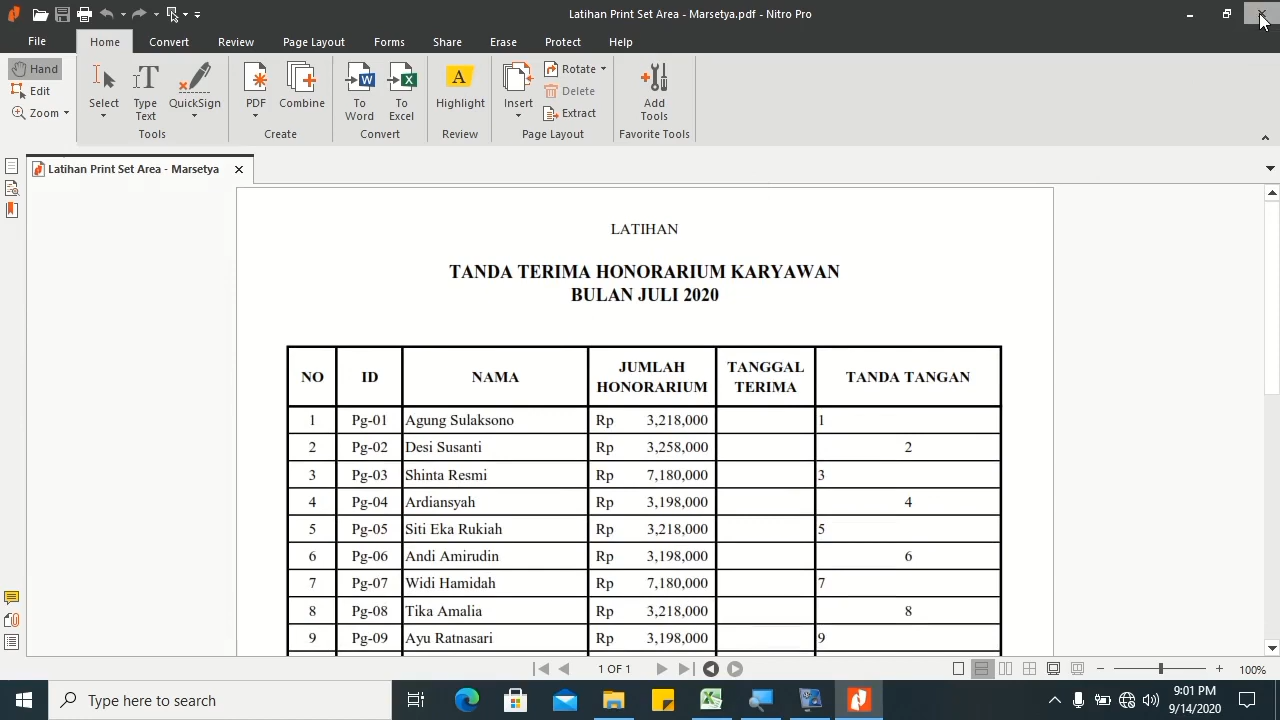 Latihan Print Set Area - Marsetya.pdf - Nitro Pro
File Home Convert Review Page Layout Forms Share Erase Protect Help
Hand
Edit
Zoom
Select
Type Text
QuickSign
Tools
PDF
Combine
Create
To Word
To Excel
Convert
Highlight
Review
Insert
Rotate
Delete
Extract
Page Layout
Add Tools
Favorite Tools
Latihan Print Set Area - Marsetya
LATIHAN
TANDA TERIMA HONORARIUM KARYAWAN
BULAN JULI 2020
NO ID NAMA JUMLAH HONORARIUM TANGGAL TERIMA TANDA TANGAN
1 Pg-01 Agung Sulaksono Rp 3,218,000 1
2 Pg-02 Desi Susanti Rp 3,258,000 2
3 Pg-03 Shinta Resmi Rp 7,180,000 3
4 Pg-04 Ardiansyah Rp 3,198,000 4
5 Pg-05 Siti Eka Rukiah Rp 3,218,000 5
6 Pg-06 Andi Amirudin Rp 3,198,000 6
7 Pg-07 Widi Hamidah Rp 7,180,000 7
8 Pg-08 Tika Amalia Rp 3,218,000 8
9 Pg-09 Ayu Ratnasari Rp 3,198,000 9
1 OF 1
100%
Type here to search
9:01 PM
9/14/2020